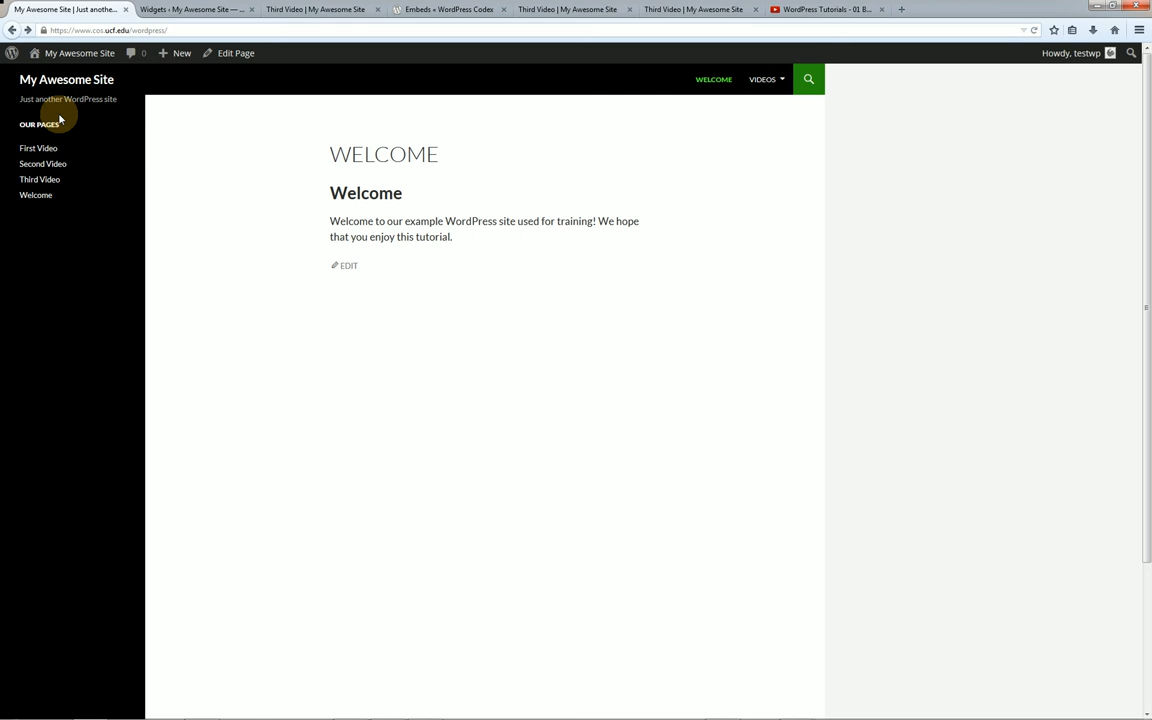 My Awesome Site | Just anothe...
Widgets ‹ My Awesome Site — ...
Third Video | My Awesome Site
Embeds « WordPress Codex
Third Video | My Awesome Site
Third Video | My Awesome Site
WordPress Tutorials - 01 B...
https://www.cos.ucf.edu/wordpress/
My Awesome Site
0
New
Edit Page
Howdy, testwp
My Awesome Site
WELCOME
VIDEOS
Just another WordPress site
OUR PAGES
First Video
Second Video
Third Video
Welcome
WELCOME
Welcome
Welcome to our example WordPress site used for training! We hope
that you enjoy this tutorial.
EDIT